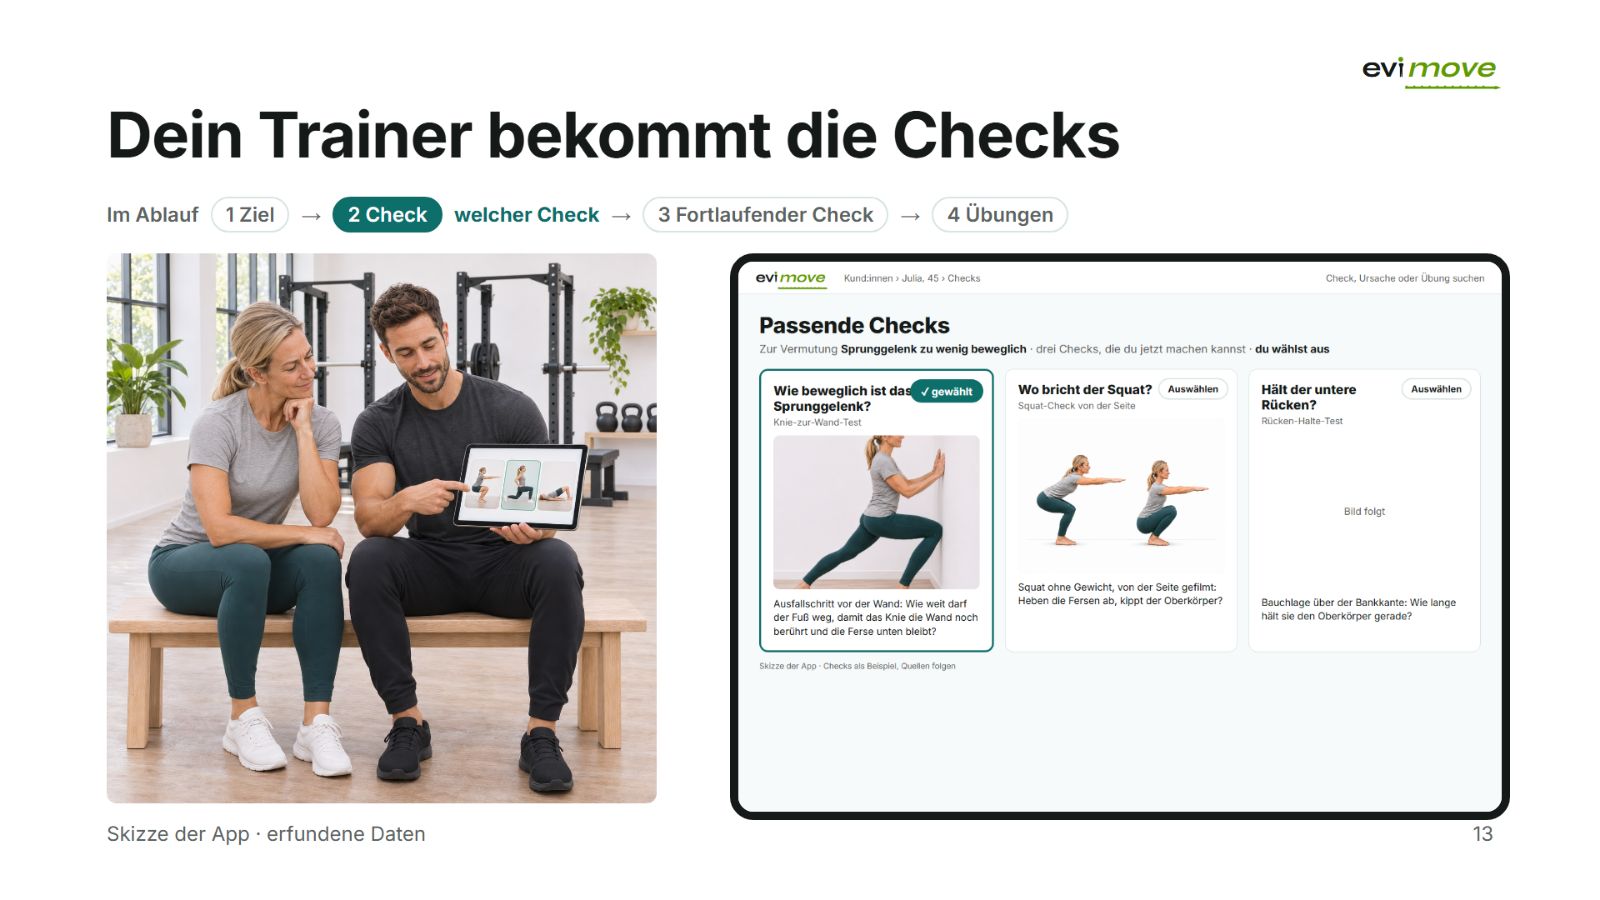 evimove
Dein Trainer bekommt die Checks
Im Ablauf 1 Ziel → 2 Check welcher Check → 3 Fortlaufender Check → 4 Übungen
evimove Kund:innen › Julia, 45 › Checks Check, Ursache oder Übung suchen
Passende Checks
Zur Vermutung Sprunggelenk zu wenig beweglich · drei Checks, die du jetzt machen kannst · du wählst aus
Wie beweglich ist das
Sprunggelenk?
✓ gewählt
Knie-zur-Wand-Test
Ausfallschritt vor der Wand: Wie weit darf
der Fuß weg, damit das Knie die Wand noch
berührt und die Ferse unten bleibt?
Wo bricht der Squat?
Auswählen
Squat-Check von der Seite
Squat ohne Gewicht, von der Seite gefilmt:
Heben die Fersen ab, kippt der Oberkörper?
Hält der untere
Rücken?
Auswählen
Rücken-Halte-Test
Bild folgt
Bauchlage über der Bankkante: Wie lange
hält sie den Oberkörper gerade?
Skizze der App · Checks als Beispiel, Quellen folgen
Skizze der App · erfundene Daten
13